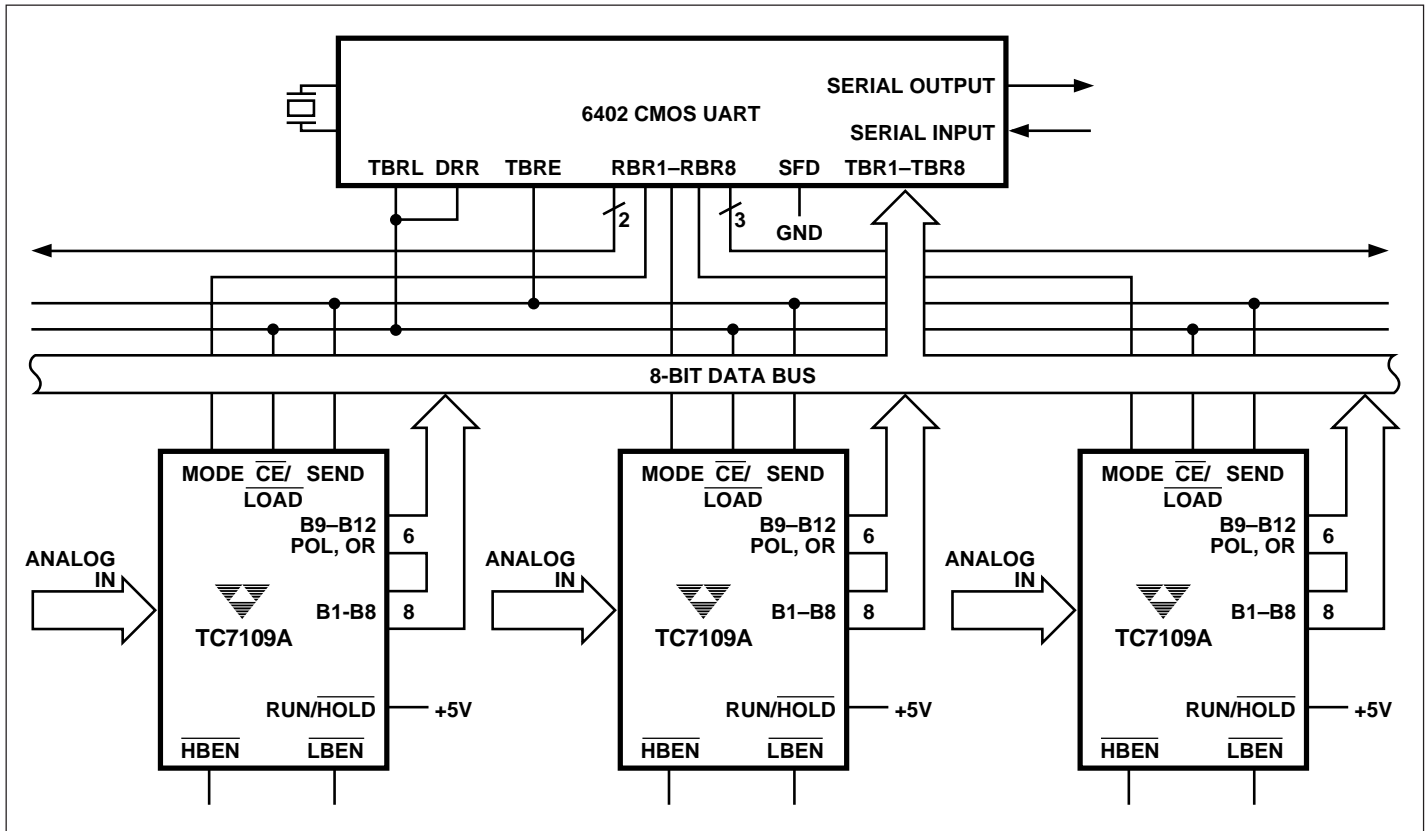 SERIAL OUTPUT
6402 CMOS UART
SERIAL INPUT
TBRL DRR TBRE RBR1–RBR8 SFD TBR1–TBR8
2 3
GND
8-BIT DATA BUS
MODE CE/ SEND
LOAD
B9–B12
POL, OR
6
ANALOG
IN
B1-B8 8
TC7109A
RUN/HOLD +5V
HBEN LBEN
MODE CE/ SEND
LOAD
B9–B12
POL, OR
6
ANALOG
IN
B1–B8 8
TC7109A
RUN/HOLD +5V
HBEN LBEN
MODE CE/ SEND
LOAD
B9–B12
POL, OR
6
ANALOG
IN
B1–B8 8
TC7109A
RUN/HOLD +5V
HBEN LBEN